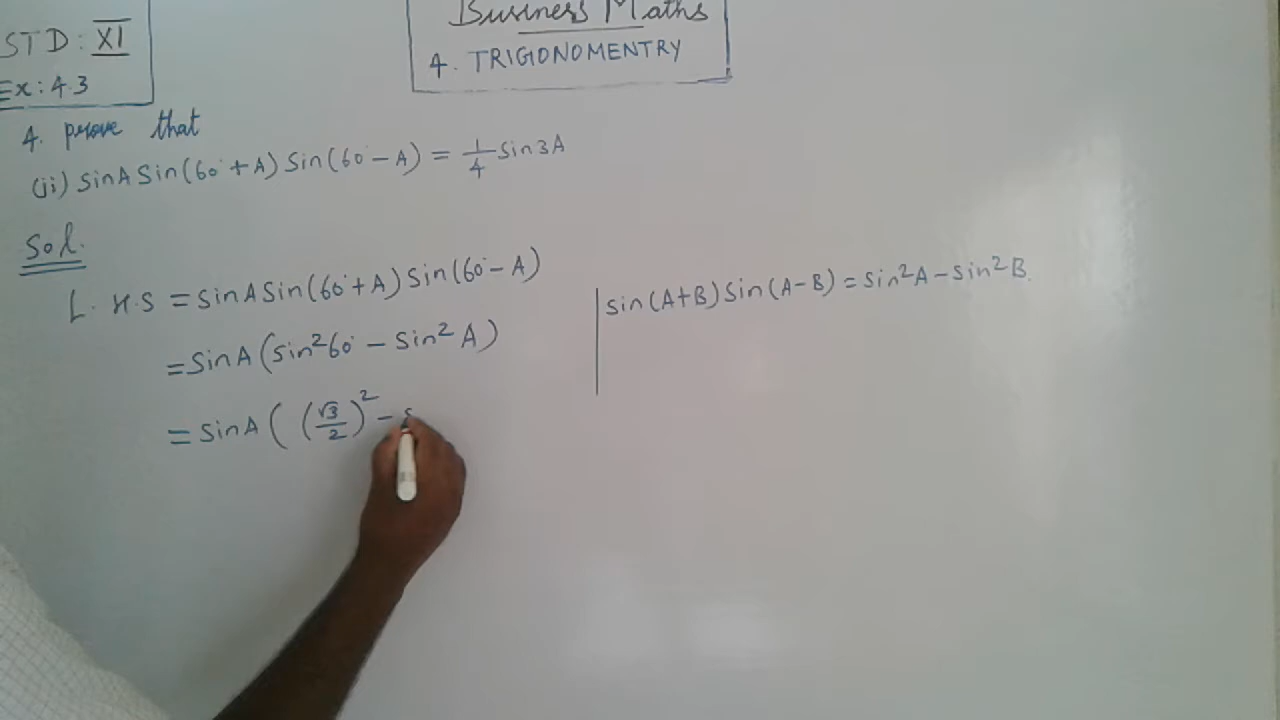 STD: XI
Ex: 4.3
Business Maths
4. TRIGIONOMENTRY
4. prove that
(ii) SinA Sin(60°+A) Sin(60°-A) = 1/4 Sin3A
Sol.
L.H.S = SinA Sin(60°+A) Sin(60°-A)
= SinA (Sin²60° - Sin²A)
= SinA ( (√3/2)² - S
Sin(A+B) Sin(A-B) = Sin²A - Sin²B.